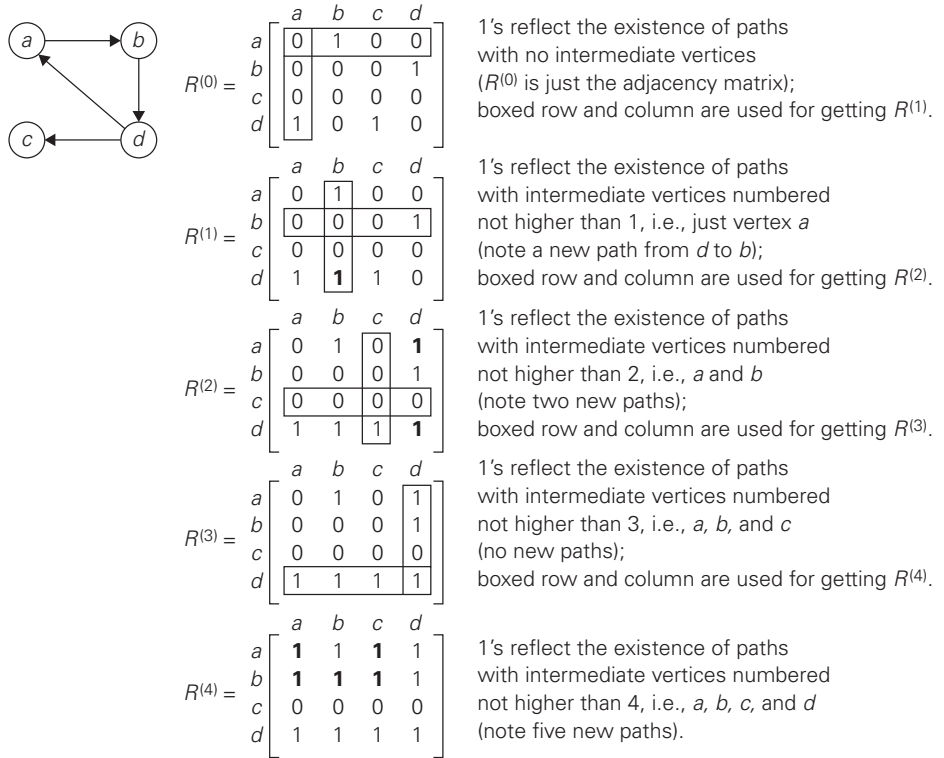 a b
c d
a b c d
R(0) =
a 0 1 0 0
b 0 0 0 1
c 0 0 0 0
d 1 0 1 0
1's reflect the existence of paths
with no intermediate vertices
(R(0) is just the adjacency matrix);
boxed row and column are used for getting R(1).
a b c d
R(1) =
a 0 1 0 0
b 0 0 0 1
c 0 0 0 0
d 1 1 1 0
1's reflect the existence of paths
with intermediate vertices numbered
not higher than 1, i.e., just vertex a
(note a new path from d to b);
boxed row and column are used for getting R(2).
a b c d
R(2) =
a 0 1 0 1
b 0 0 0 1
c 0 0 0 0
d 1 1 1 1
1's reflect the existence of paths
with intermediate vertices numbered
not higher than 2, i.e., a and b
(note two new paths);
boxed row and column are used for getting R(3).
a b c d
R(3) =
a 0 1 0 1
b 0 0 0 1
c 0 0 0 0
d 1 1 1 1
1's reflect the existence of paths
with intermediate vertices numbered
not higher than 3, i.e., a, b, and c
(no new paths);
boxed row and column are used for getting R(4).
a b c d
R(4) =
a 1 1 1 1
b 1 1 1 1
c 0 0 0 0
d 1 1 1 1
1's reflect the existence of paths
with intermediate vertices numbered
not higher than 4, i.e., a, b, c, and d
(note five new paths).